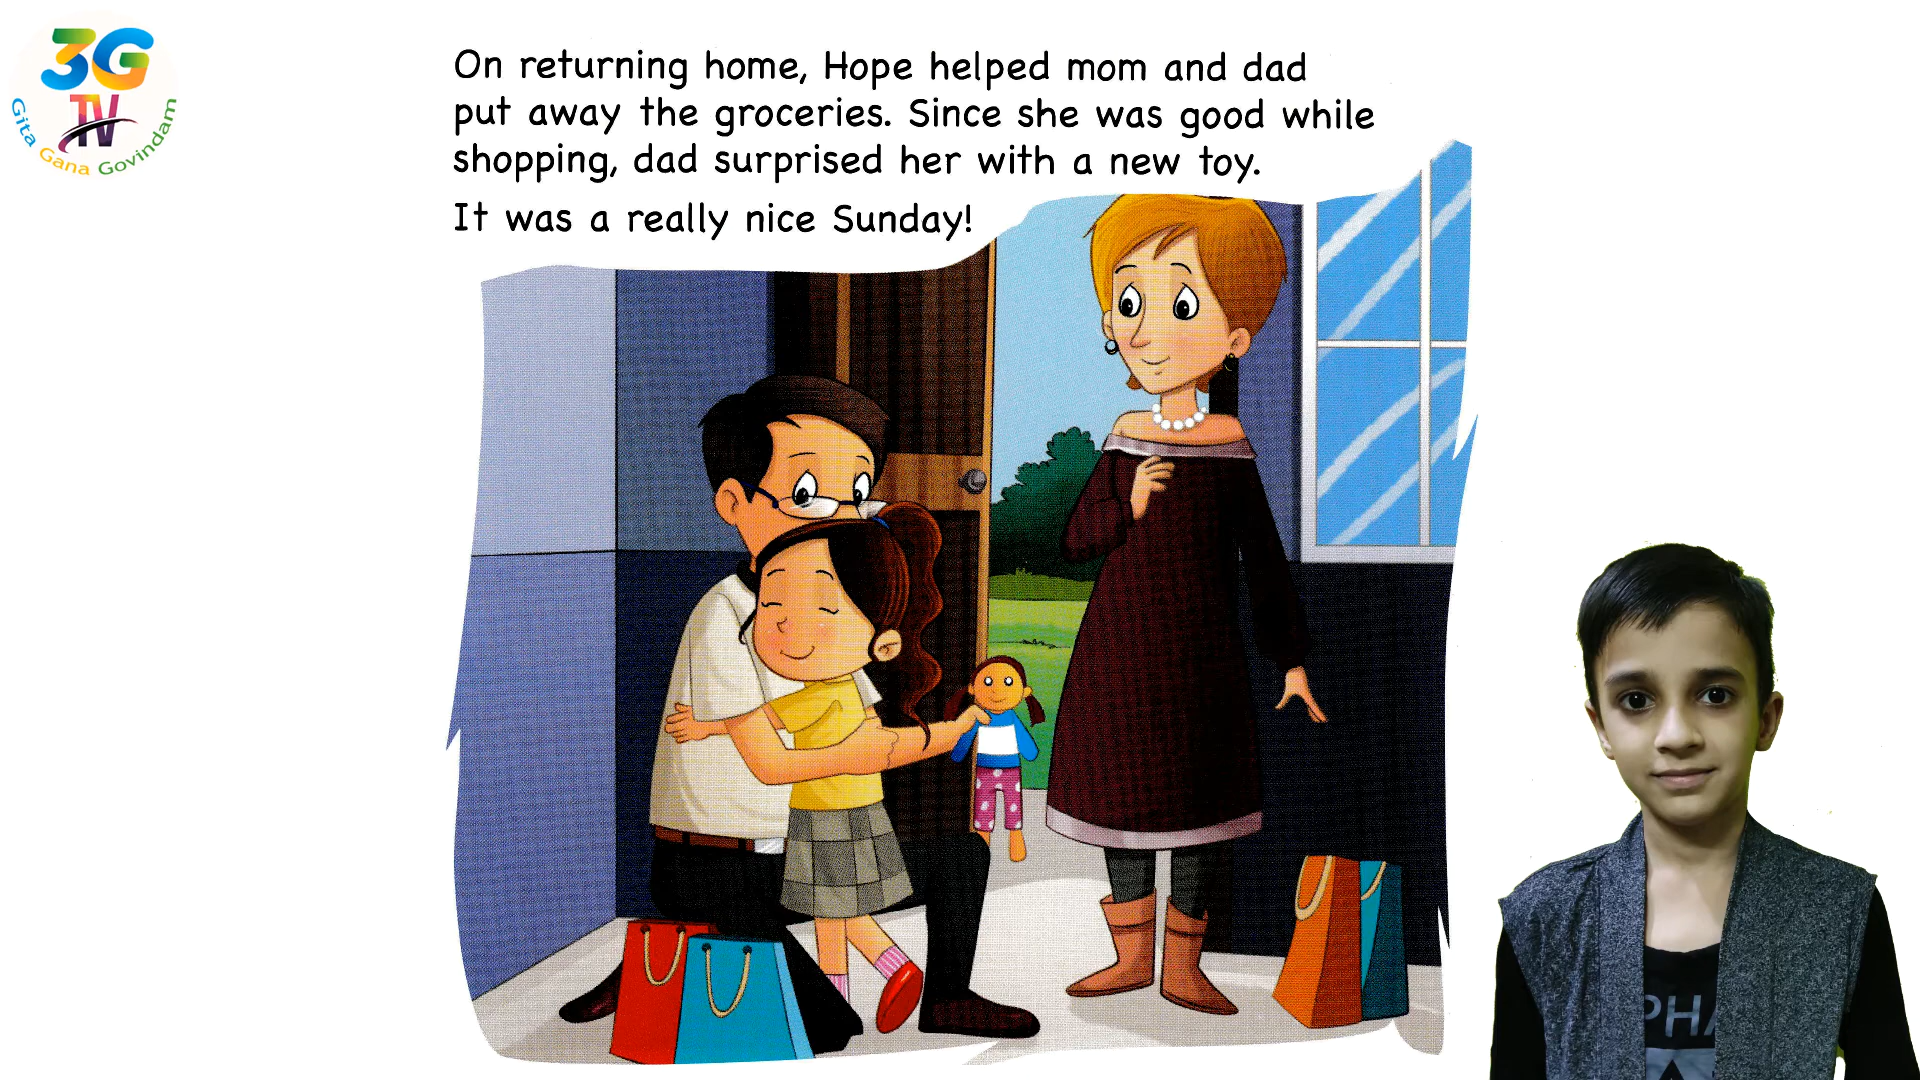 3G
TV
Gita Gana Govindam
On returning home, Hope helped mom and dad
put away the groceries. Since she was good while
shopping, dad surprised her with a new toy.
It was a really nice Sunday!
PHA